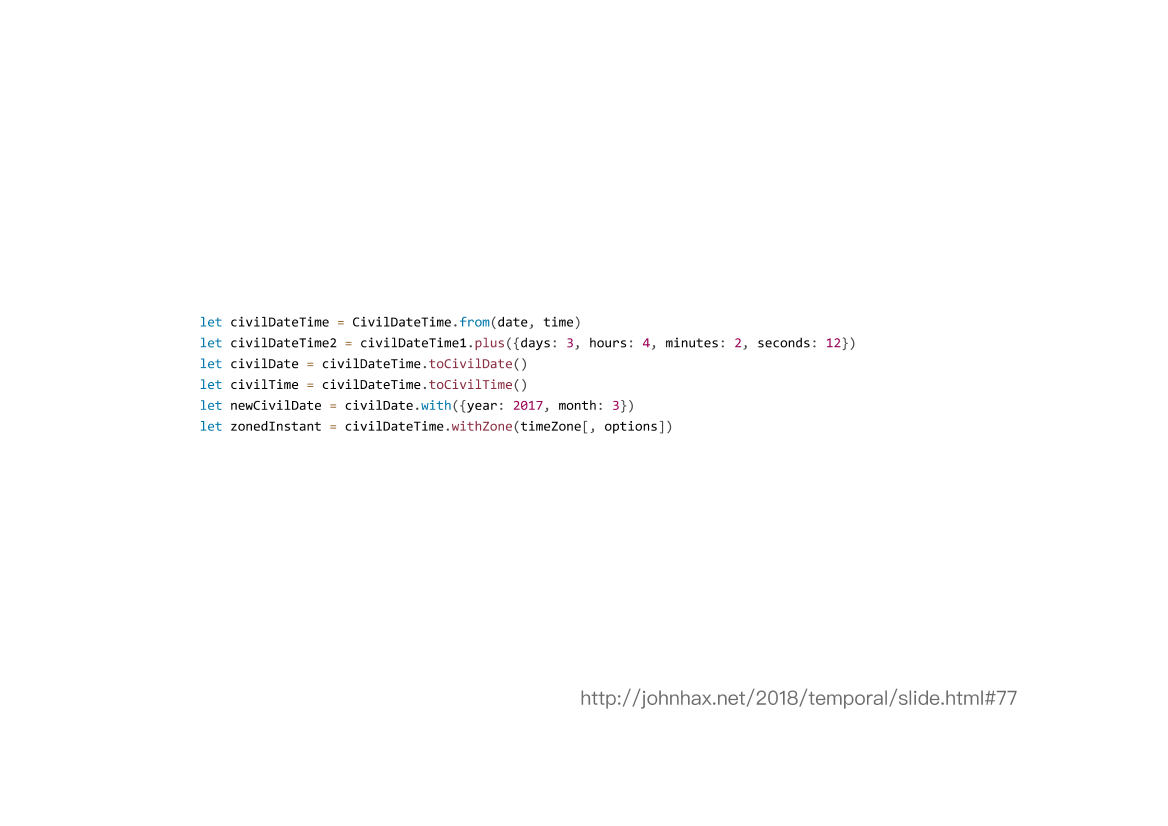 let civilDateTime = CivilDateTime.from(date, time)
let civilDateTime2 = civilDateTime1.plus({days: 3, hours: 4, minutes: 2, seconds: 12})
let civilDate = civilDateTime.toCivilDate()
let civilTime = civilDateTime.toCivilTime()
let newCivilDate = civilDate.with({year: 2017, month: 3})
let zonedInstant = civilDateTime.withZone(timeZone[, options])
http://johnhax.net/2018/temporal/slide.html#77